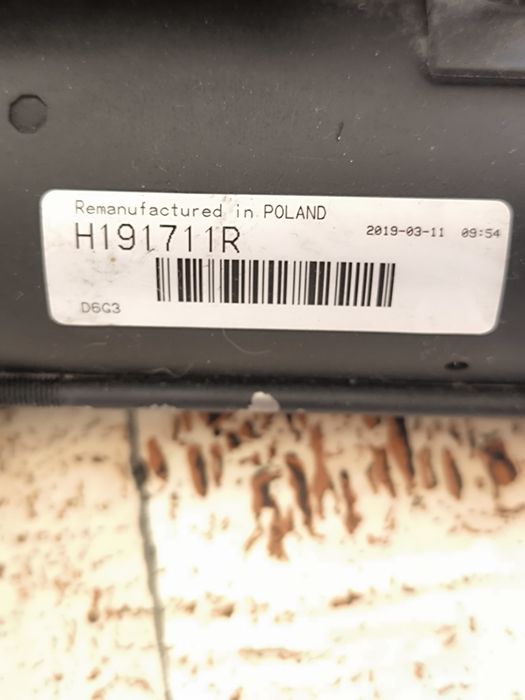 Remanufactured in POLAND
H191711R
2019-03-11 09:54
D6G3